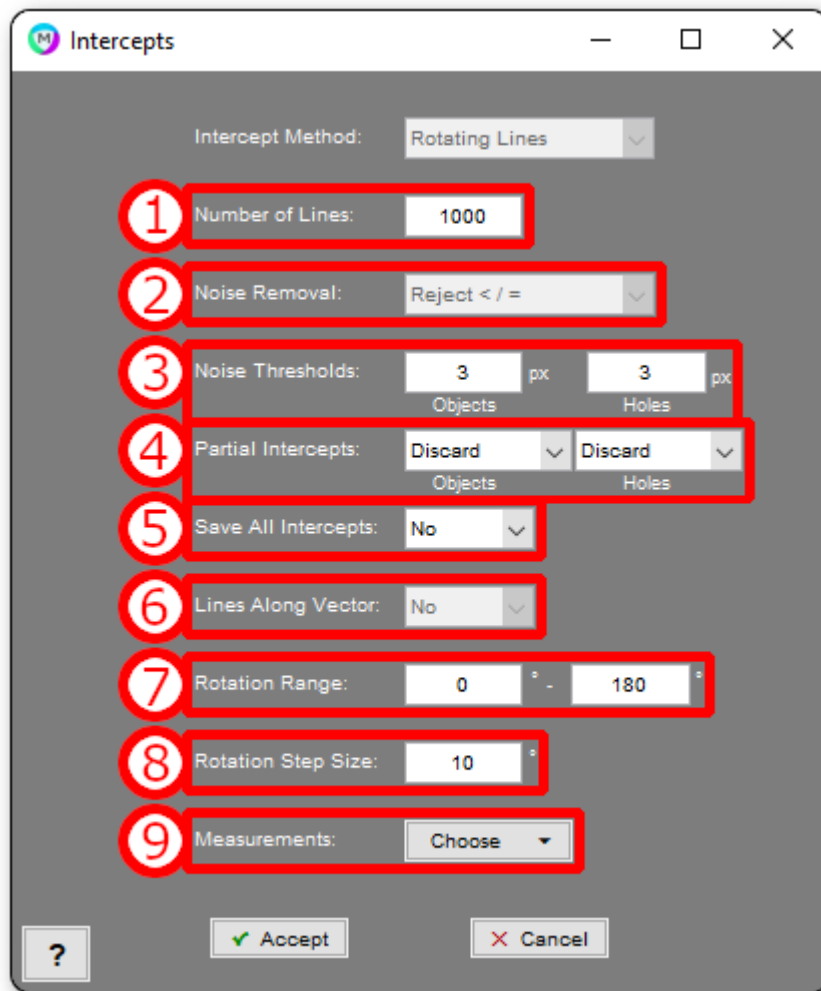 Intercepts
Intercept Method: Rotating Lines
1 Number of Lines: 1000
2 Noise Removal: Reject < / =
3 Noise Thresholds: 3 px 3 px
Objects Holes
4 Partial Intercepts: Discard Discard
Objects Holes
5 Save All Intercepts: No
6 Lines Along Vector: No
7 Rotation Range: 0 ° - 180 °
8 Rotation Step Size: 10 °
9 Measurements: Choose
? Accept Cancel